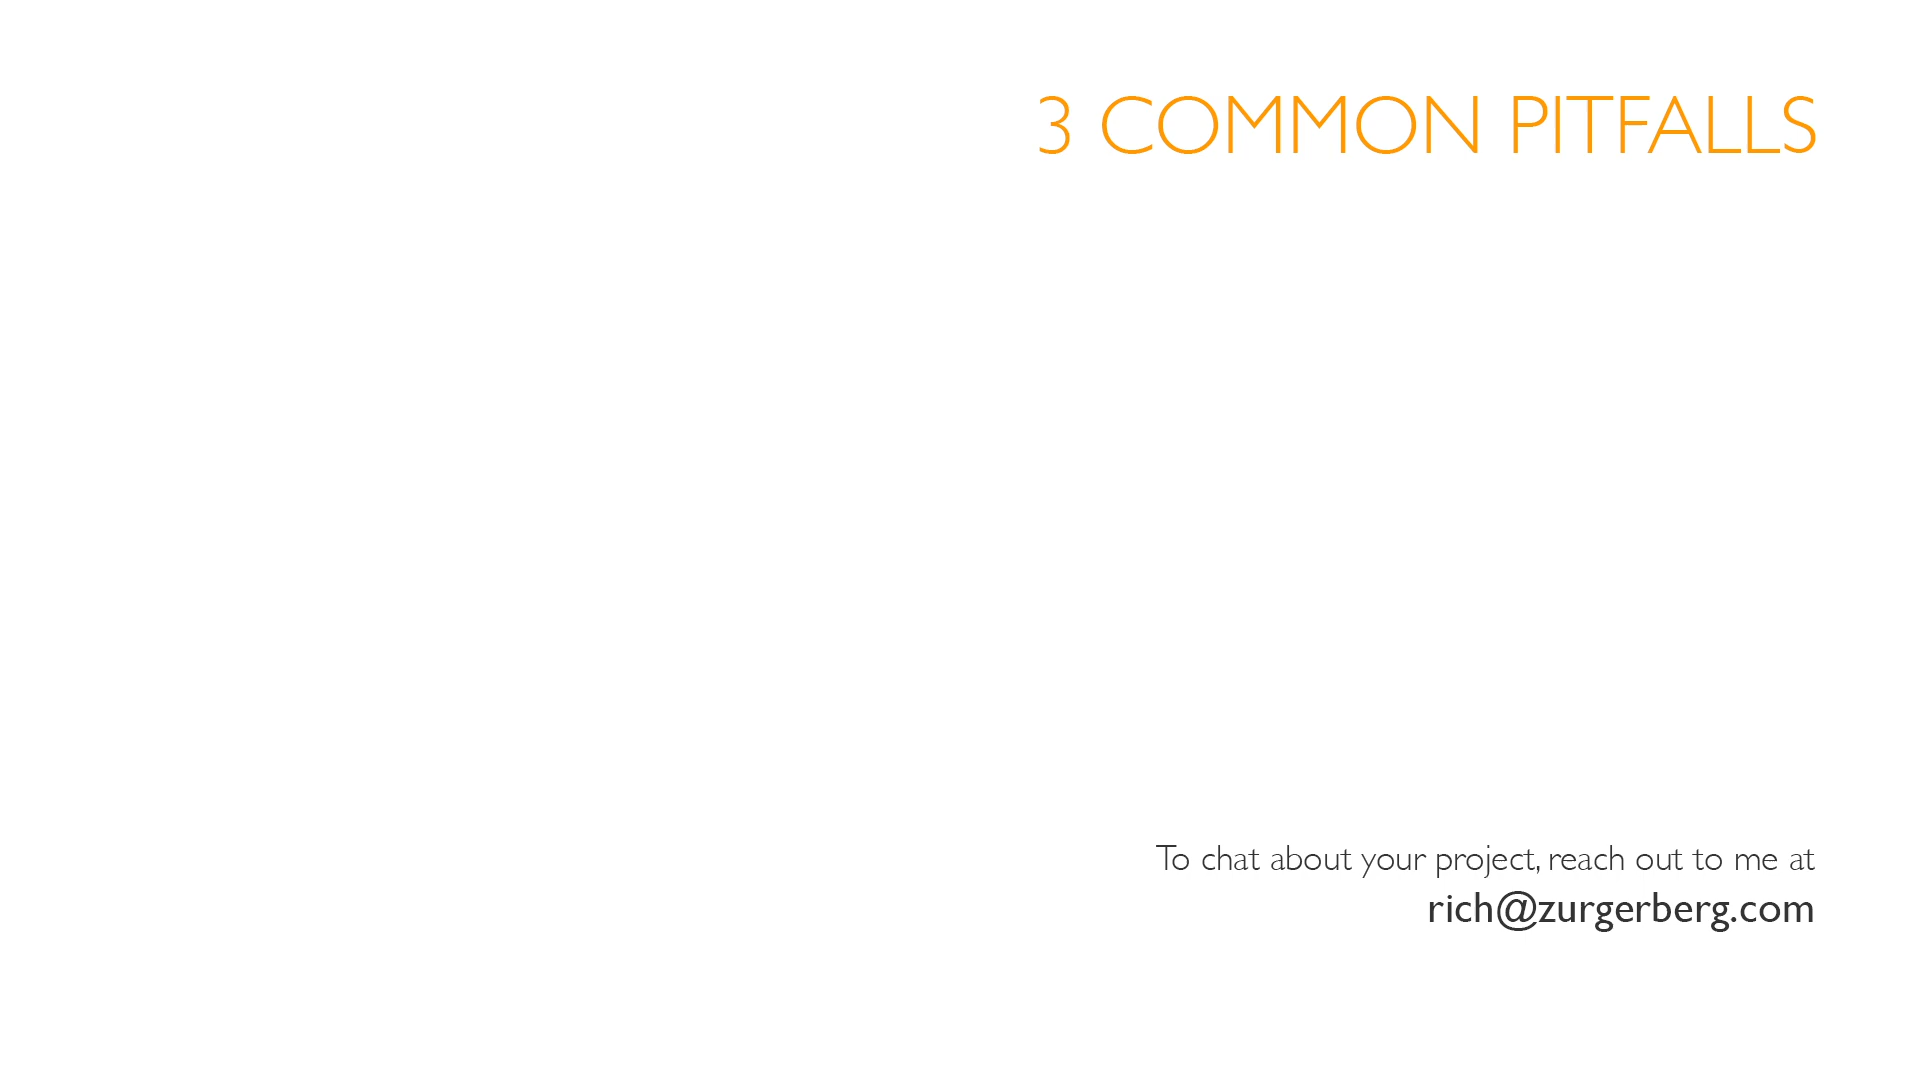 3 COMMON PITFALLS
To chat about your project, reach out to me at
rich@zurgerberg.com